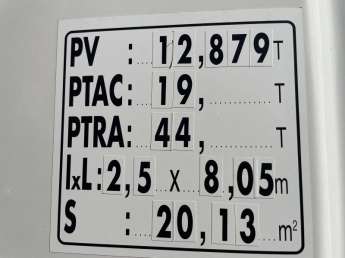 PV : 12,879 T
PTAC : 19, T
PTRA : 44, T
lxL : 2,5 x 8,05 m
S : 20,13 m²